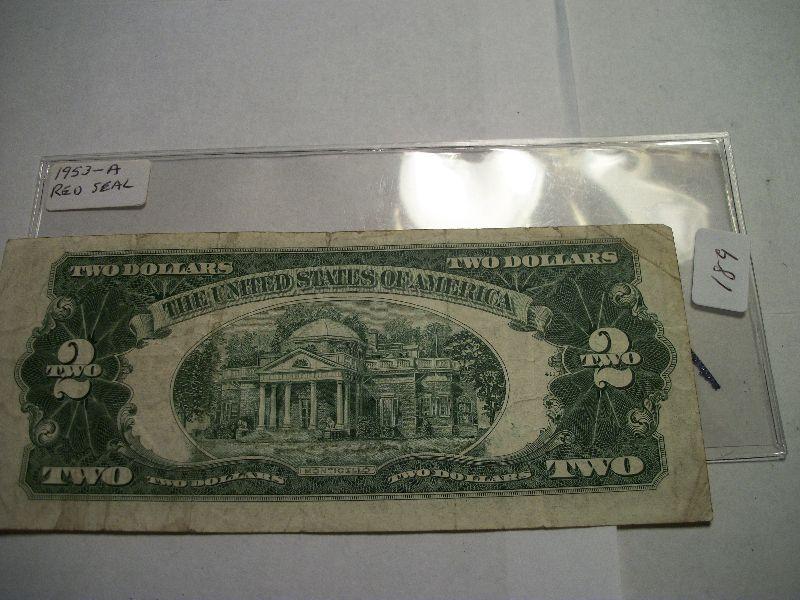 1953-A
RED SEAL
189
TWO DOLLARS
TWO DOLLARS
THE UNITED STATES OF AMERICA
2
TWO
2
TWO
MONTICELLO
TWO
TWO DOLLARS
TWO DOLLARS
TWO